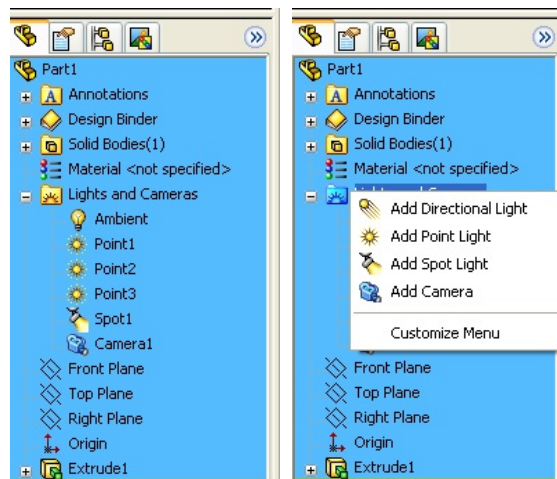 Part1
Annotations
Design Binder
Solid Bodies(1)
Material <not specified>
Lights and Cameras
Ambient
Point1
Point2
Point3
Spot1
Camera1
Front Plane
Top Plane
Right Plane
Origin
Extrude1
Part1
Annotations
Design Binder
Solid Bodies(1)
Material <not specified>
Add Directional Light
Add Point Light
Add Spot Light
Add Camera
Customize Menu
Front Plane
Top Plane
Right Plane
Origin
Extrude1